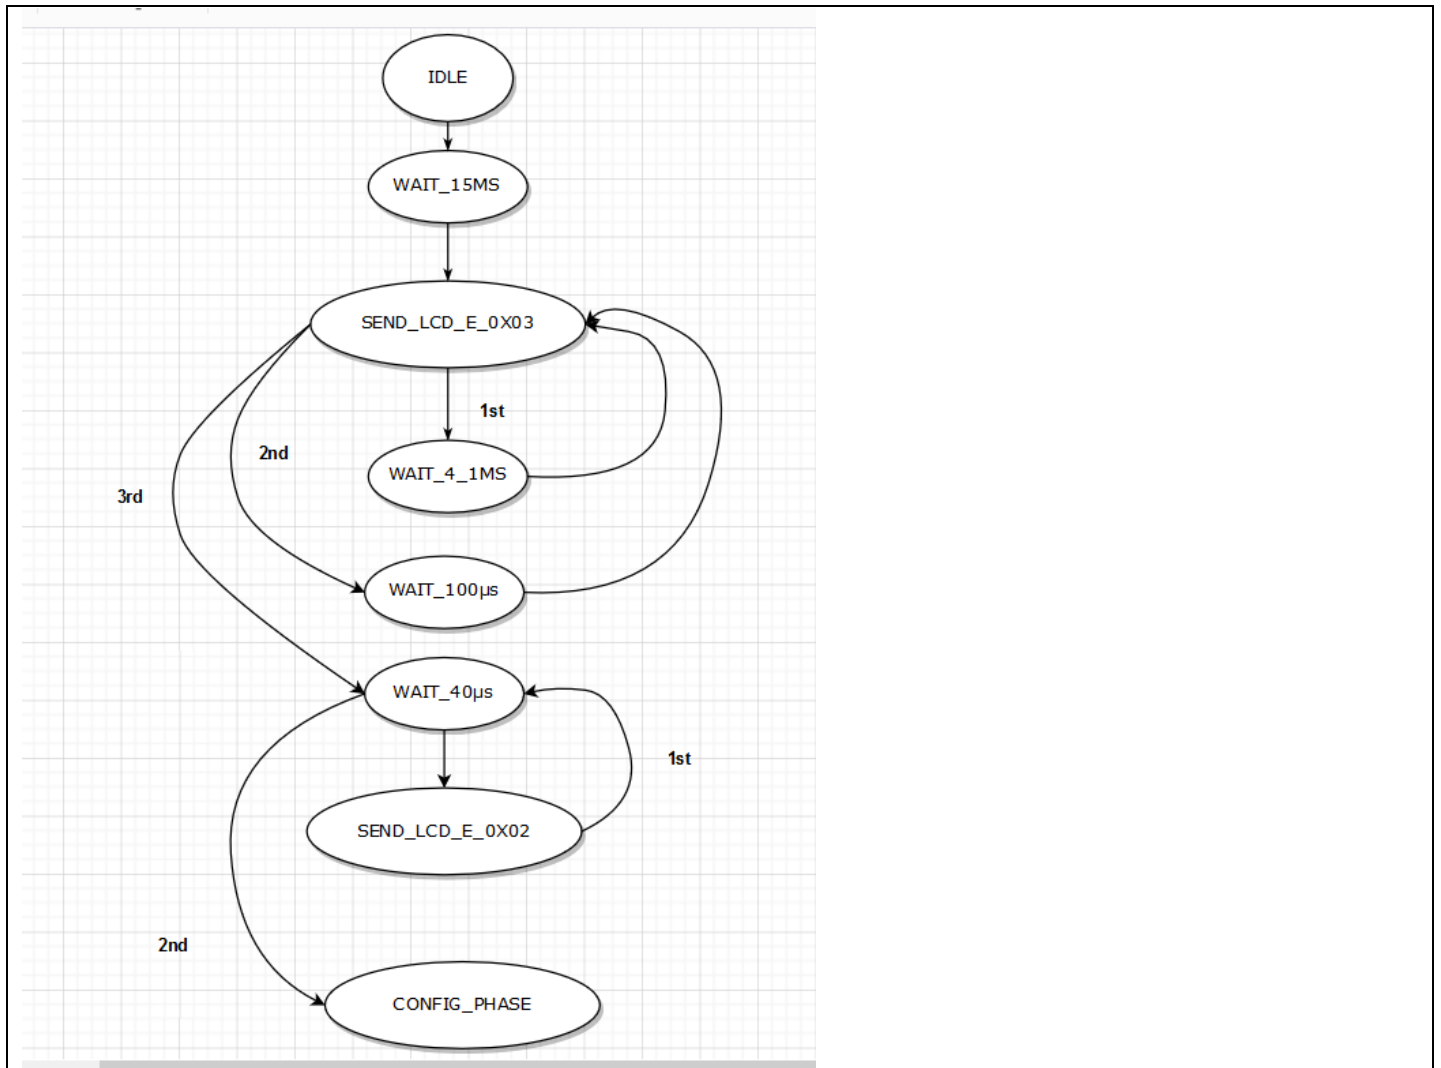 IDLE
WAIT_15MS
SEND_LCD_E_0X03
1st
2nd
WAIT_4_1MS
3rd
WAIT_100µs
WAIT_40µs
1st
SEND_LCD_E_0X02
2nd
CONFIG_PHASE